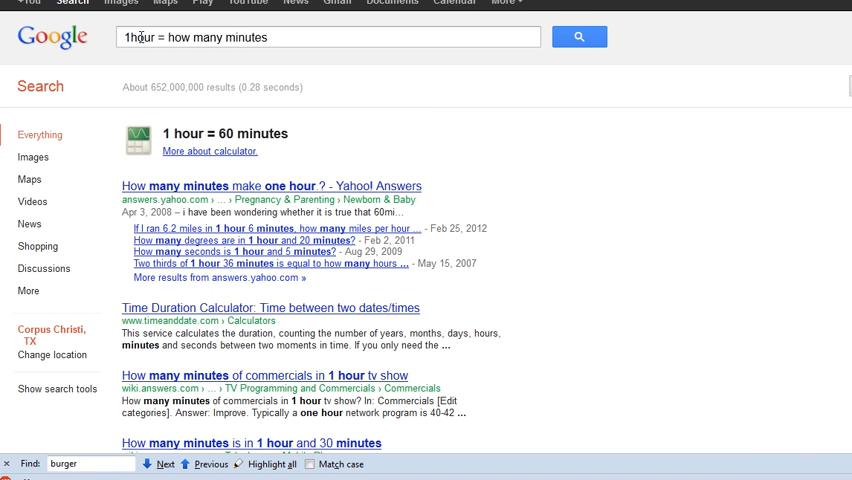 +You Search Images Maps Play YouTube News Gmail Documents Calendar More
Google
1hour = how many minutes
Search
About 652,000,000 results (0.28 seconds)
Everything
Images
Maps
Videos
News
Shopping
Discussions
More
Corpus Christi,
TX
Change location
Show search tools
1 hour = 60 minutes
More about calculator.
How many minutes make one hour.? - Yahoo! Answers
answers.yahoo.com › ... › Pregnancy & Parenting › Newborn & Baby
Apr 3, 2008 – i have been wondering whether it is true that 60mi...
If I ran 6.2 miles in 1 hour 6 minutes, how many miles per hour ... - Feb 25, 2012
How many degrees are in 1 hour and 20 minutes? - Feb 2, 2011
How many seconds is 1 hour and 5 minutes? - Aug 29, 2009
Two thirds of 1 hour 36 minutes is equal to how many hours ... - May 15, 2007
More results from answers.yahoo.com »
Time Duration Calculator: Time between two dates/times
www.timeanddate.com › Calculators
This service calculates the duration, counting the number of years, months, days, hours,
minutes and seconds between two moments in time. If you only need the ...
How many minutes of commercials in 1 hour tv show
wiki.answers.com › ... › TV Programming and Commercials › Commercials
How many minutes of commercials in 1 hour tv show? In: Commercials [Edit
categories]. Answer: Improve. Typically a one hour network program is 40-42 ...
How many minutes is in 1 hour and 30 minutes
× Find: burger Next Previous Highlight all Match case